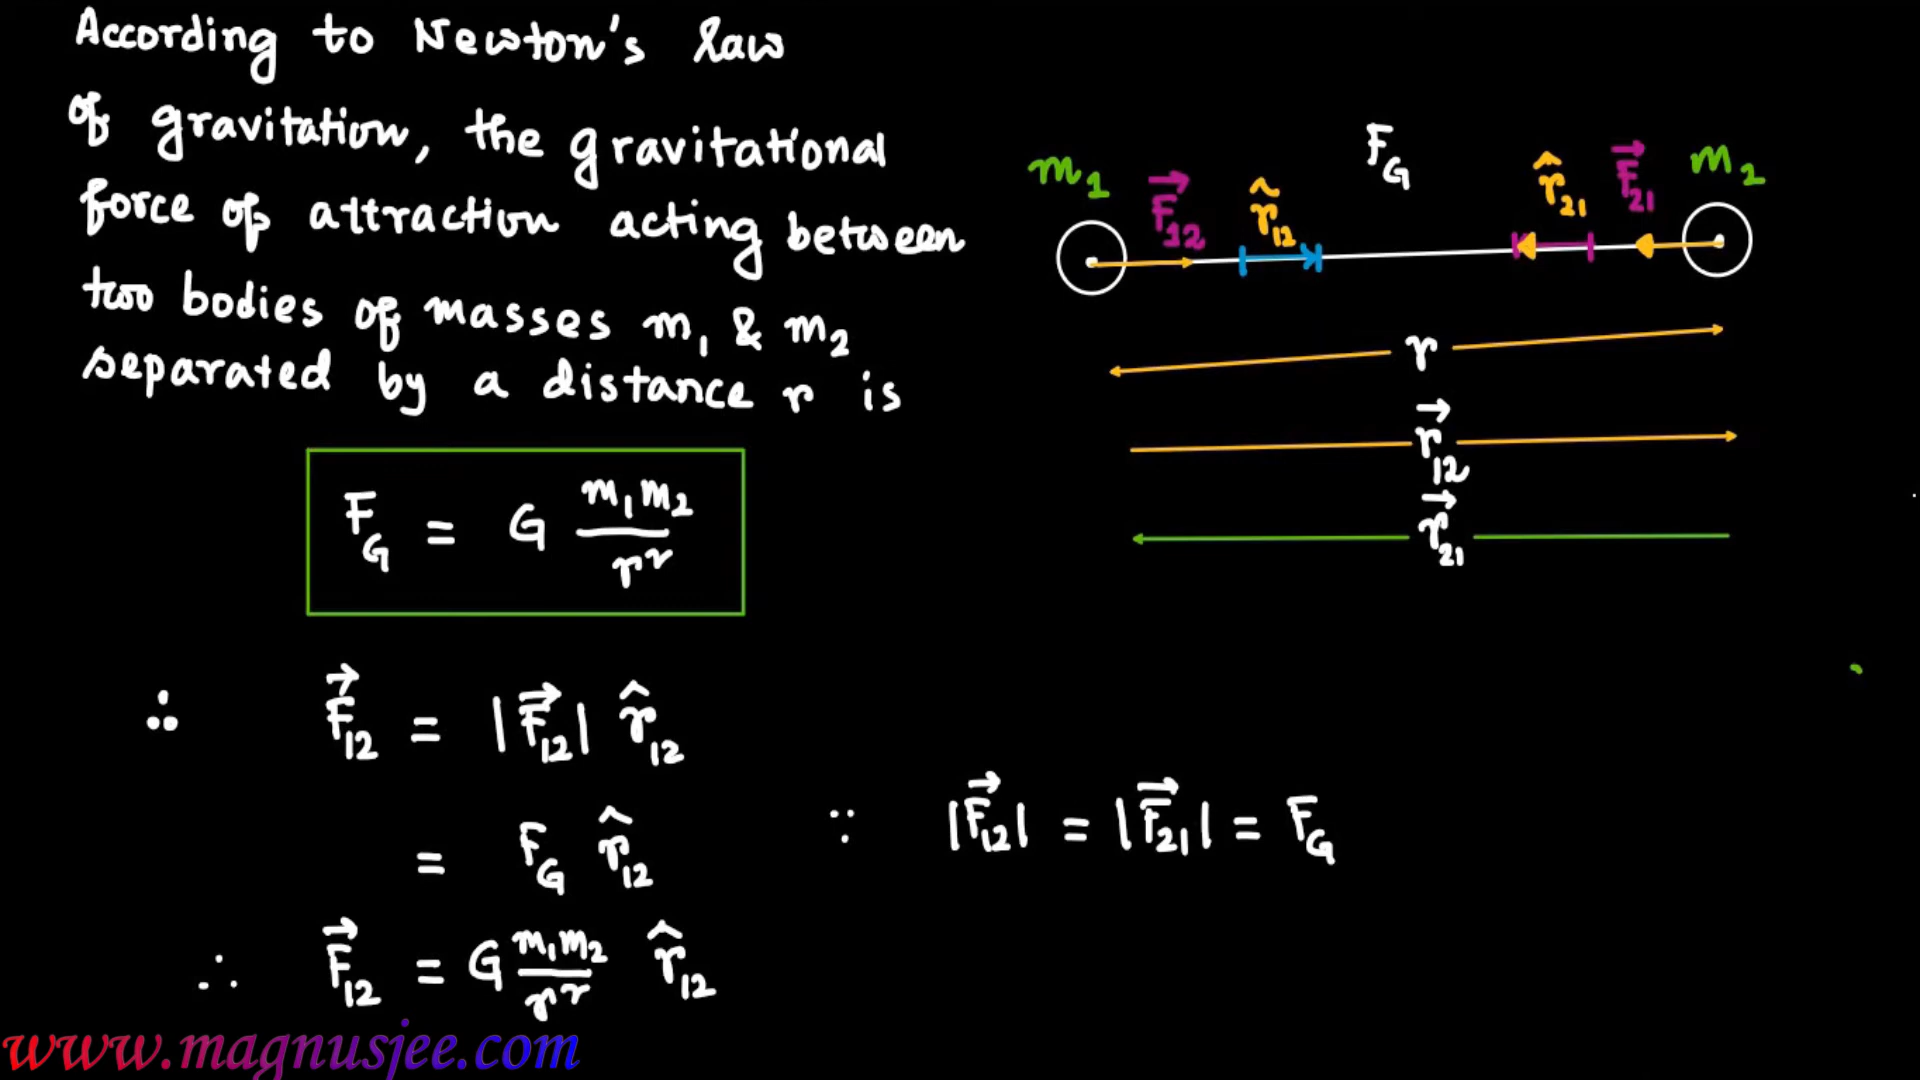 According to Newton's law
of gravitation, the gravitational
force of attraction acting between
two bodies of masses m₁ & m₂
separated by a distance r is
F_G = G m₁m₂/r²
∴ F⃗₁₂ = |F⃗₁₂| r̂₁₂
= F_G r̂₁₂ ∵ |F⃗₁₂| = |F⃗₂₁| = F_G
∴ F⃗₁₂ = G m₁m₂/r² r̂₁₂
m₁ F⃗₁₂ r̂₁₂ F_G r̂₂₁ F⃗₂₁ m₂
r
r⃗₁₂
r⃗₂₁
www.magnusjee.com